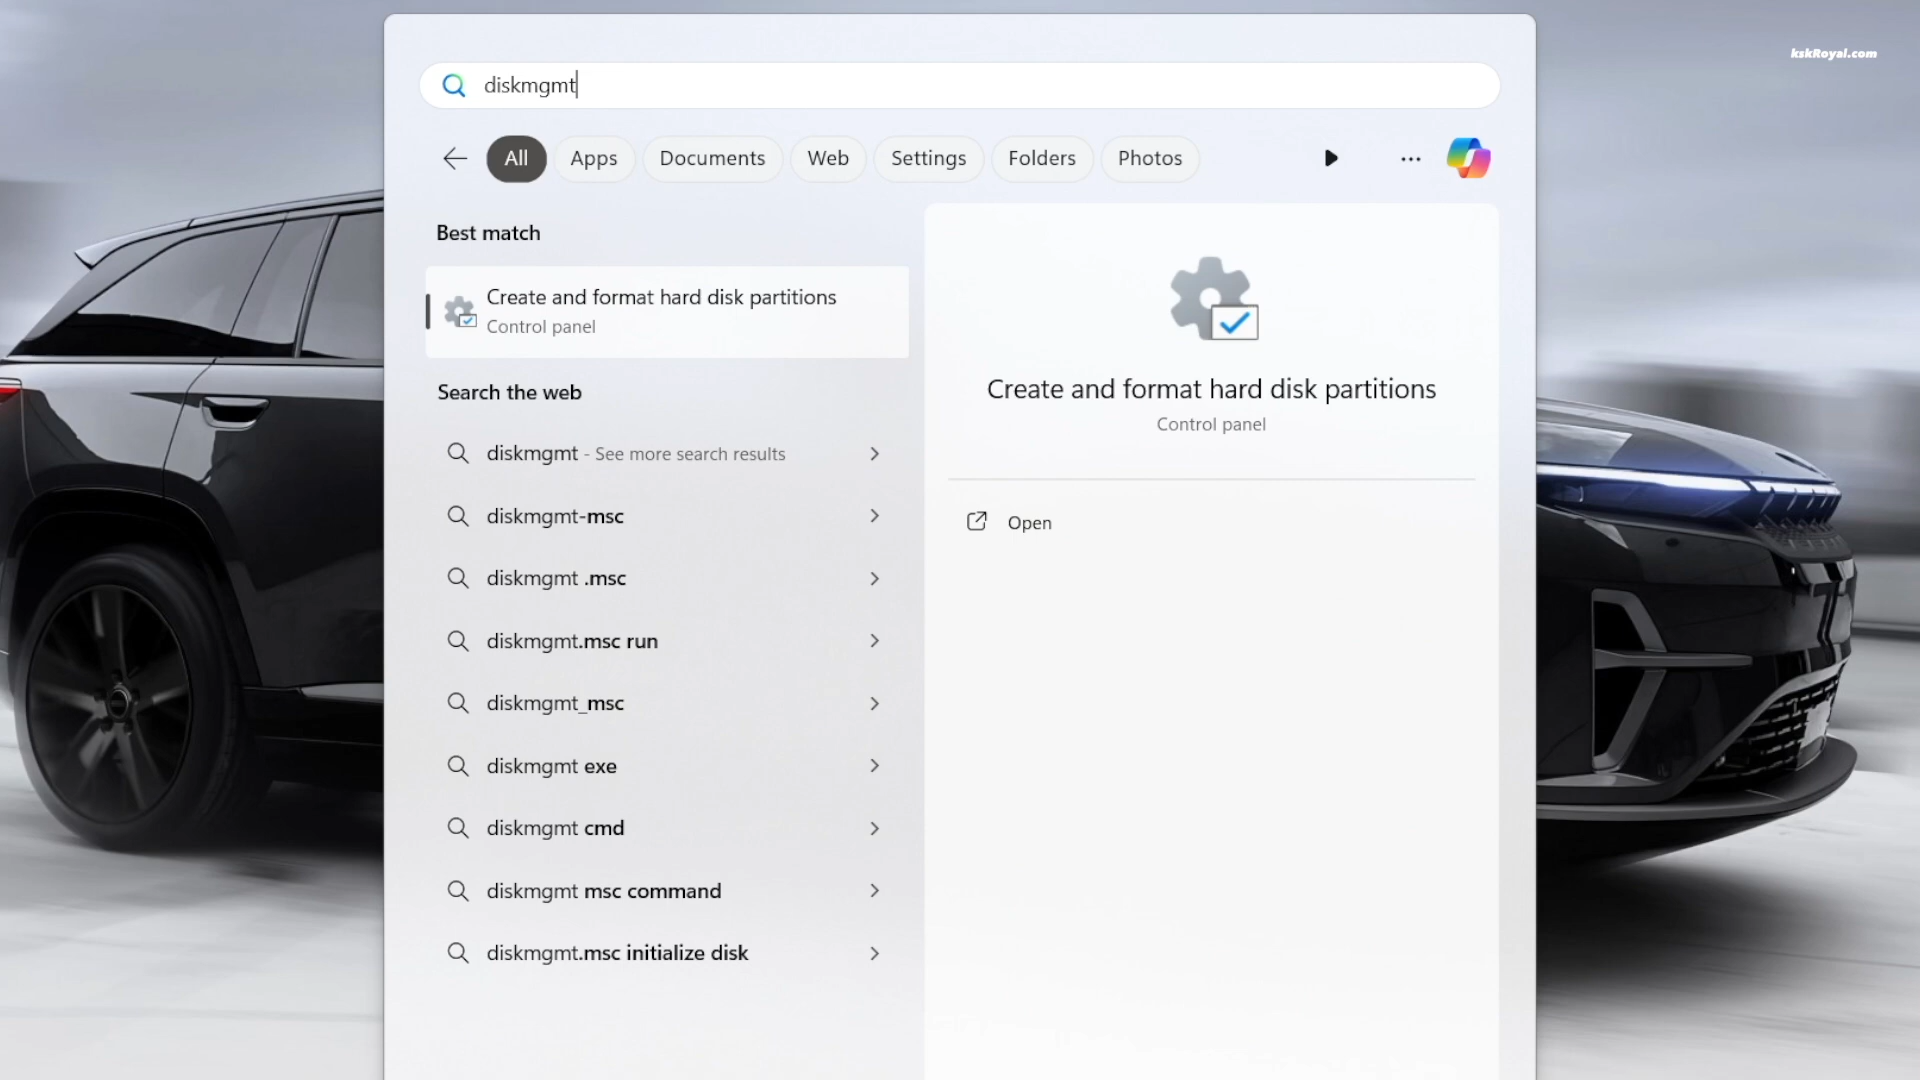 kskRoyal.com
diskmgmt
All Apps Documents Web Settings Folders Photos
Best match
Create and format hard disk partitions
Control panel
Search the web
diskmgmt - See more search results
diskmgmt-msc
diskmgmt .msc
diskmgmt.msc run
diskmgmt_msc
diskmgmt exe
diskmgmt cmd
diskmgmt msc command
diskmgmt.msc initialize disk
Create and format hard disk partitions
Control panel
Open